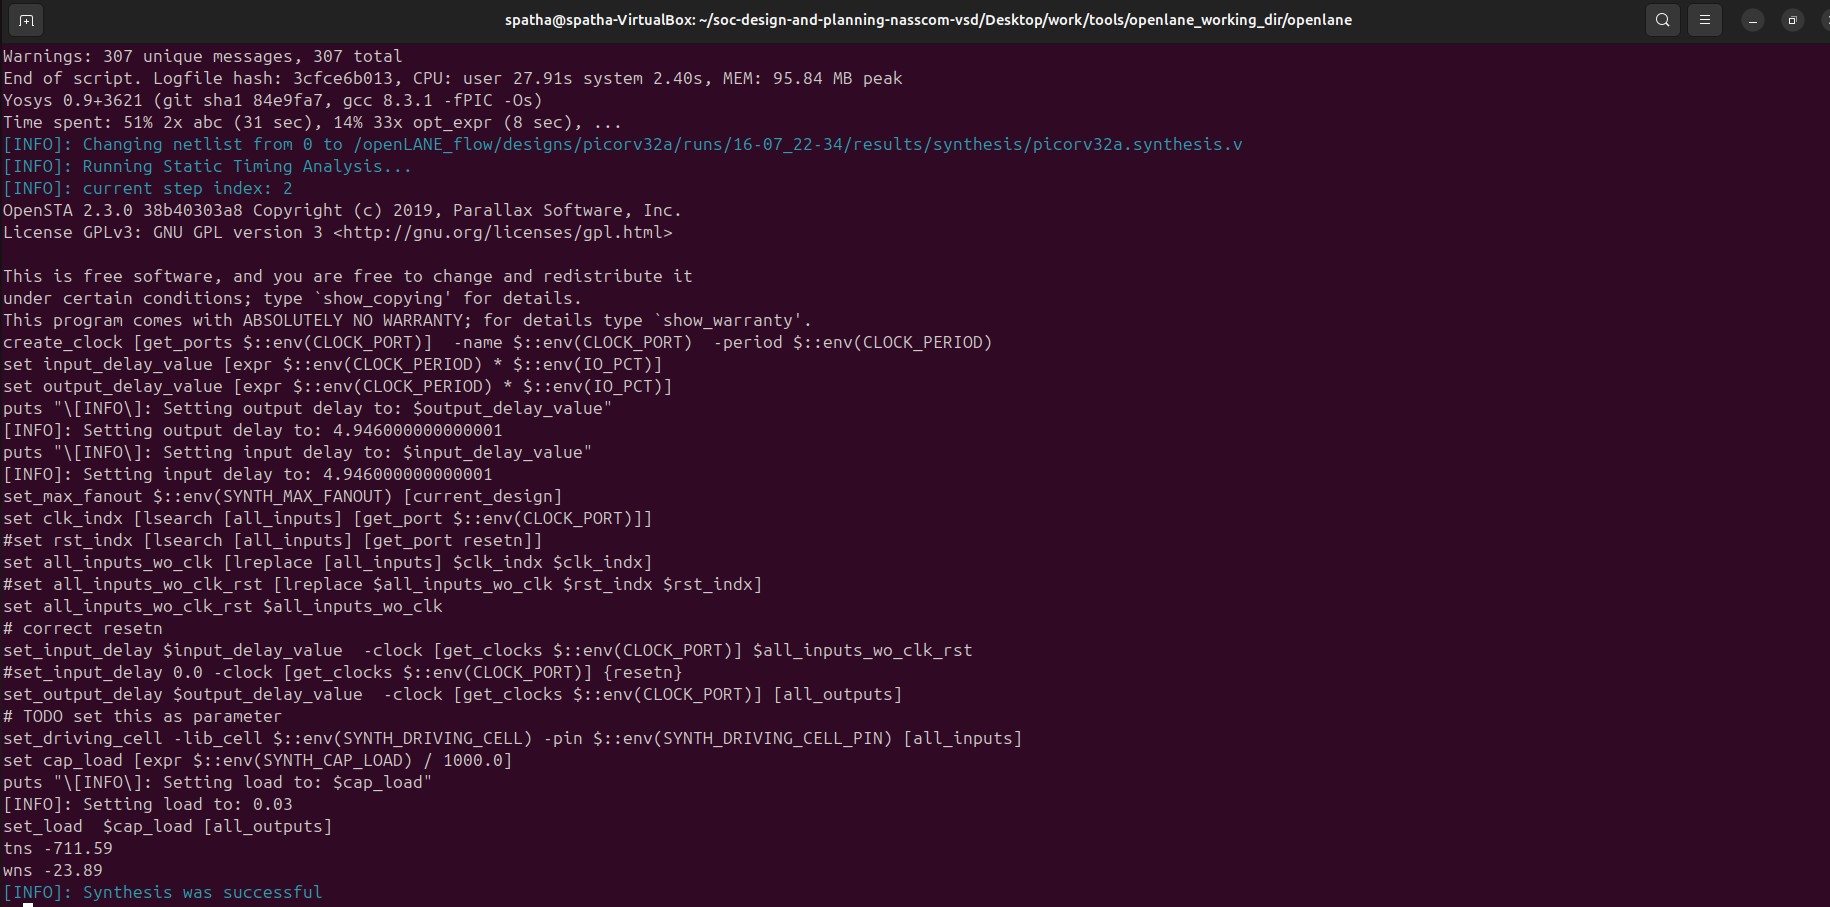 spatha@spatha-VirtualBox: ~/soc-design-and-planning-nasscom-vsd/Desktop/work/tools/openlane_working_dir/openlane
Warnings: 307 unique messages, 307 total
End of script. Logfile hash: 3cfce6b013, CPU: user 27.91s system 2.40s, MEM: 95.84 MB peak
Yosys 0.9+3621 (git sha1 84e9fa7, gcc 8.3.1 -fPIC -Os)
Time spent: 51% 2x abc (31 sec), 14% 33x opt_expr (8 sec), ...
[INFO]: Changing netlist from 0 to /openLANE_flow/designs/picorv32a/runs/16-07_22-34/results/synthesis/picorv32a.synthesis.v
[INFO]: Running Static Timing Analysis...
[INFO]: current step index: 2
OpenSTA 2.3.0 38b40303a8 Copyright (c) 2019, Parallax Software, Inc.
License GPLv3: GNU GPL version 3 <http://gnu.org/licenses/gpl.html>

This is free software, and you are free to change and redistribute it
under certain conditions; type `show_copying' for details.
This program comes with ABSOLUTELY NO WARRANTY; for details type `show_warranty'.
create_clock [get_ports $::env(CLOCK_PORT)]  -name $::env(CLOCK_PORT)  -period $::env(CLOCK_PERIOD)
set input_delay_value [expr $::env(CLOCK_PERIOD) * $::env(IO_PCT)]
set output_delay_value [expr $::env(CLOCK_PERIOD) * $::env(IO_PCT)]
puts "\[INFO\]: Setting output delay to: $output_delay_value"
[INFO]: Setting output delay to: 4.946000000000001
puts "\[INFO\]: Setting input delay to: $input_delay_value"
[INFO]: Setting input delay to: 4.946000000000001
set_max_fanout $::env(SYNTH_MAX_FANOUT) [current_design]
set clk_indx [lsearch [all_inputs] [get_port $::env(CLOCK_PORT)]]
#set rst_indx [lsearch [all_inputs] [get_port resetn]]
set all_inputs_wo_clk [lreplace [all_inputs] $clk_indx $clk_indx]
#set all_inputs_wo_clk_rst [lreplace $all_inputs_wo_clk $rst_indx $rst_indx]
set all_inputs_wo_clk_rst $all_inputs_wo_clk
# correct resetn
set_input_delay $input_delay_value  -clock [get_clocks $::env(CLOCK_PORT)] $all_inputs_wo_clk_rst
#set_input_delay 0.0 -clock [get_clocks $::env(CLOCK_PORT)] {resetn}
set_output_delay $output_delay_value  -clock [get_clocks $::env(CLOCK_PORT)] [all_outputs]
# TODO set this as parameter
set_driving_cell -lib_cell $::env(SYNTH_DRIVING_CELL) -pin $::env(SYNTH_DRIVING_CELL_PIN) [all_inputs]
set cap_load [expr $::env(SYNTH_CAP_LOAD) / 1000.0]
puts "\[INFO\]: Setting load to: $cap_load"
[INFO]: Setting load to: 0.03
set_load  $cap_load [all_outputs]
tns -711.59
wns -23.89
[INFO]: Synthesis was successful